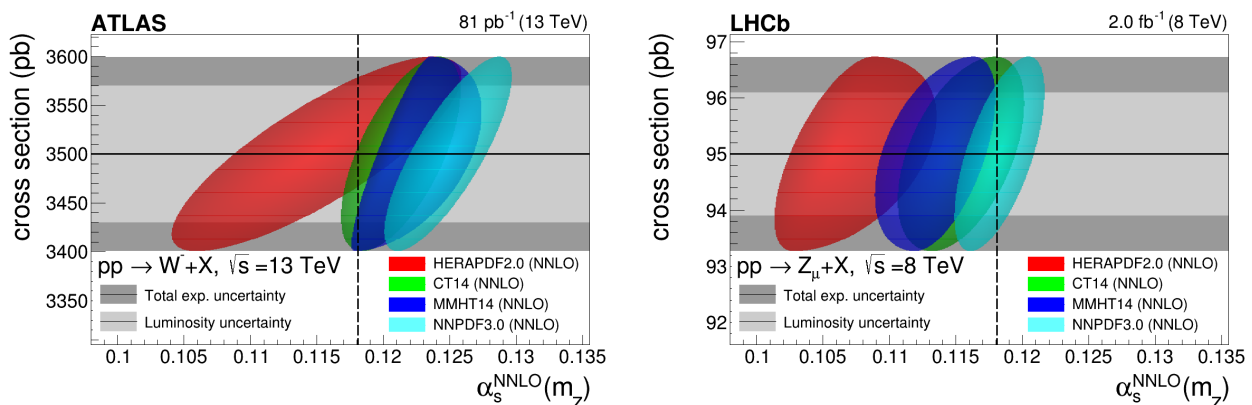 ATLAS 81 pb⁻¹ (13 TeV)
cross section (pb)
3600
3550
3500
3450
3400
3350
pp → W⁻+X, √s =13 TeV
Total exp. uncertainty
Luminosity uncertainty
HERAPDF2.0 (NNLO)
CT14 (NNLO)
MMHT14 (NNLO)
NNPDF3.0 (NNLO)
0.1 0.105 0.11 0.115 0.12 0.125 0.13 0.135
αₛᴺᴺᴸᴼ(m_Z)
LHCb 2.0 fb⁻¹ (8 TeV)
cross section (pb)
97
96
95
94
93
92
pp → Z_μ+X, √s =8 TeV
Total exp. uncertainty
Luminosity uncertainty
HERAPDF2.0 (NNLO)
CT14 (NNLO)
MMHT14 (NNLO)
NNPDF3.0 (NNLO)
0.1 0.105 0.11 0.115 0.12 0.125 0.13 0.135
αₛᴺᴺᴸᴼ(m_Z)